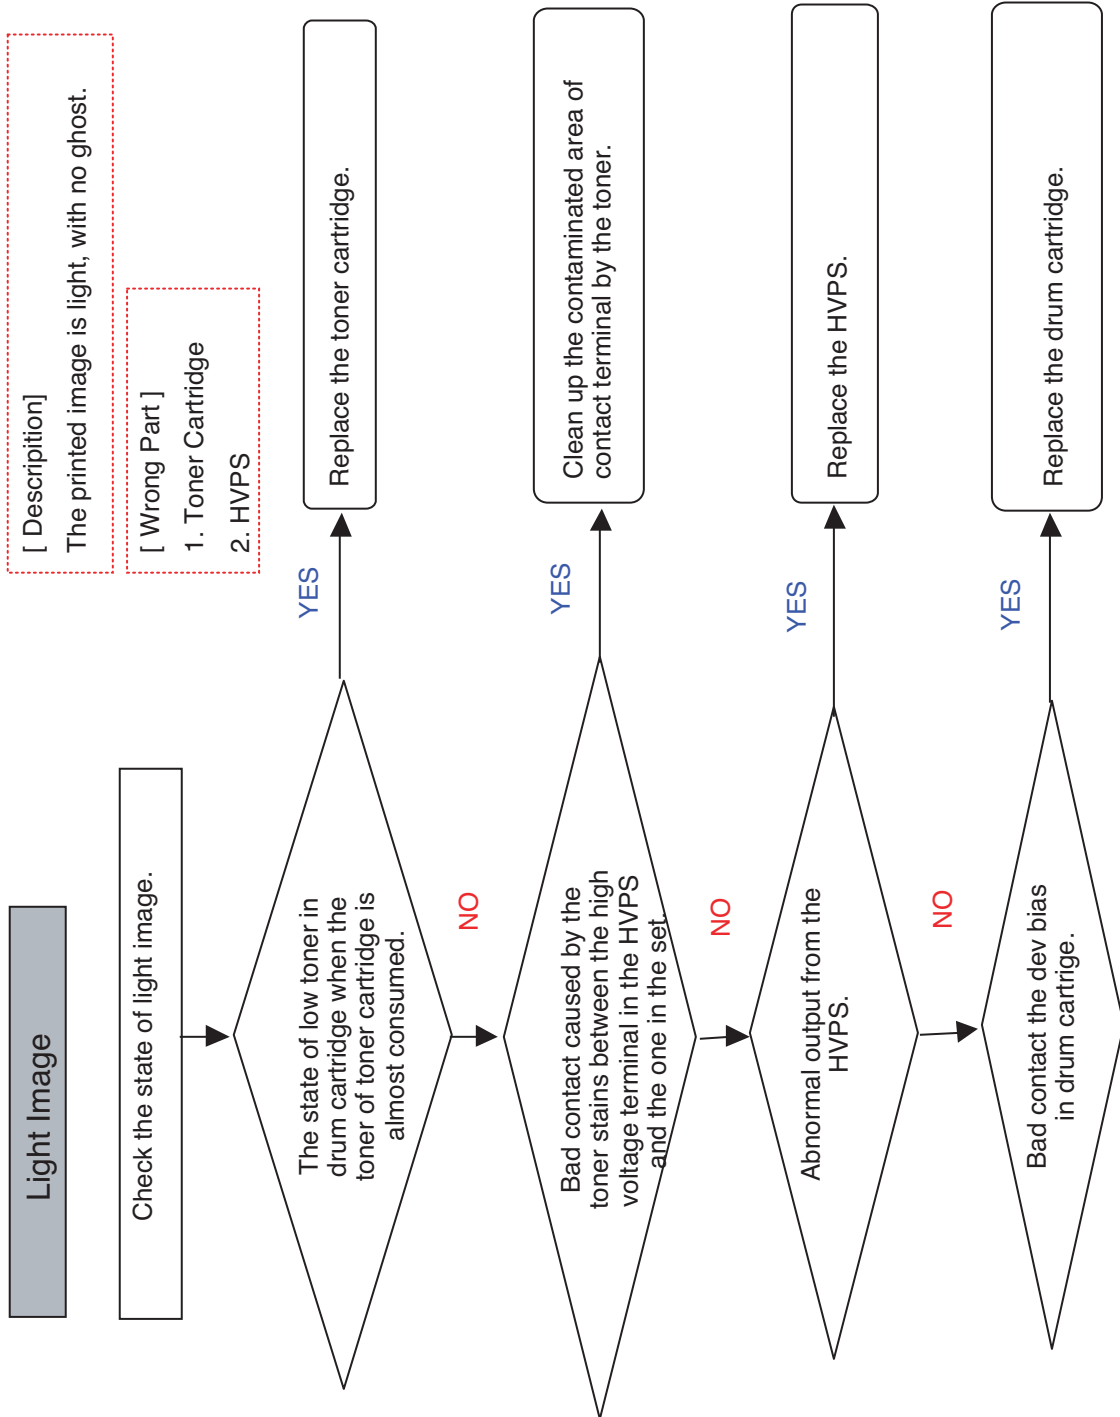 Light Image
[ Descripition]
The printed image is light, with no ghost.
[ Wrong Part ]
1. Toner Cartridge
2. HVPS
Check the state of light image.
The state of low toner in
drum cartridge when the
toner of toner cartridge is
almost consumed.
YES
Replace the toner cartridge.
NO
Bad contact caused by the
toner stains between the high
voltage terminal in the HVPS
and the one in the set.
YES
Clean up the contaminated area of
contact terminal by the toner.
NO
Abnormal output from the
HVPS.
YES
Replace the HVPS.
NO
Bad contact the dev bias
in drum cartrige.
YES
Replace the drum cartridge.